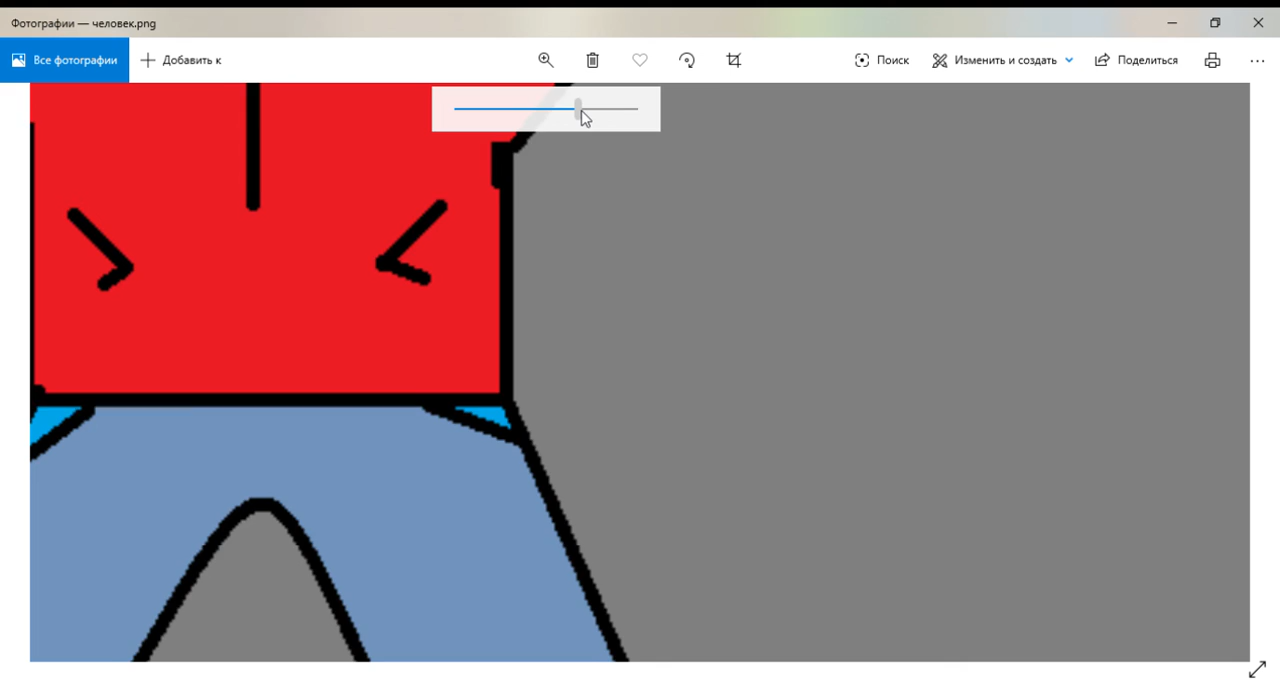 Фотографии — человек.png
Все фотографии
Добавить к
Поиск
Изменить и создать
Поделиться